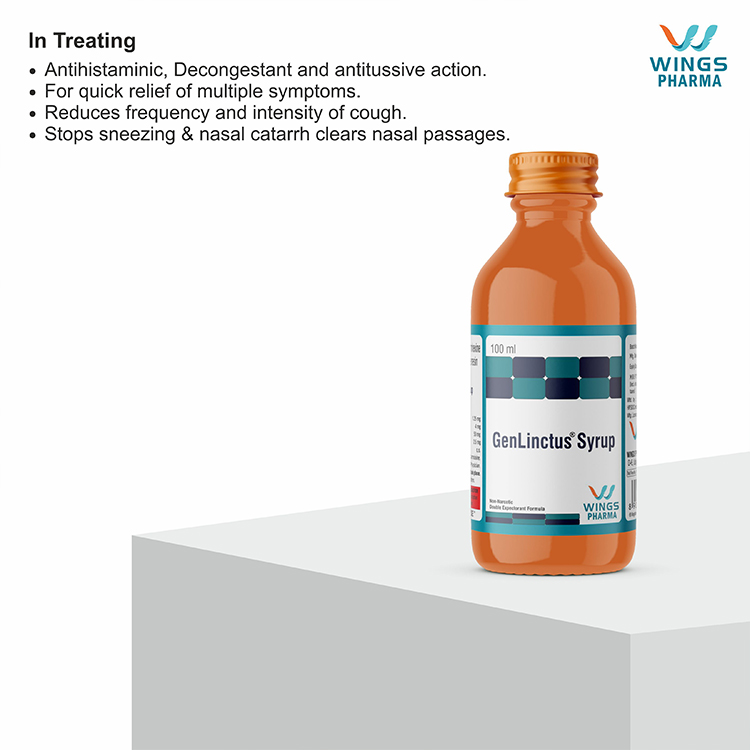 In Treating
• Antihistaminic, Decongestant and antitussive action.
• For quick relief of multiple symptoms.
• Reduces frequency and intensity of cough.
• Stops sneezing & nasal catarrh clears nasal passages.
WINGS
PHARMA
100 ml
GenLinctus® Syrup
Non-Narcotic
Double Expectorant Formula
WINGS
PHARMA